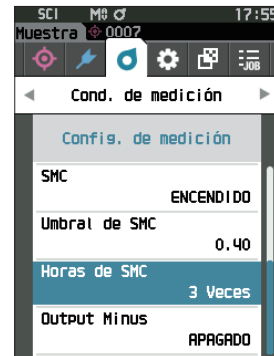 SCI M0 17:55
Muestra 0007
JOB
Cond. de medición
Config. de medición
SMC
ENCENDIDO
Umbral de SMC
0.40
Horas de SMC
3 Veces
Output Minus
APAGADO